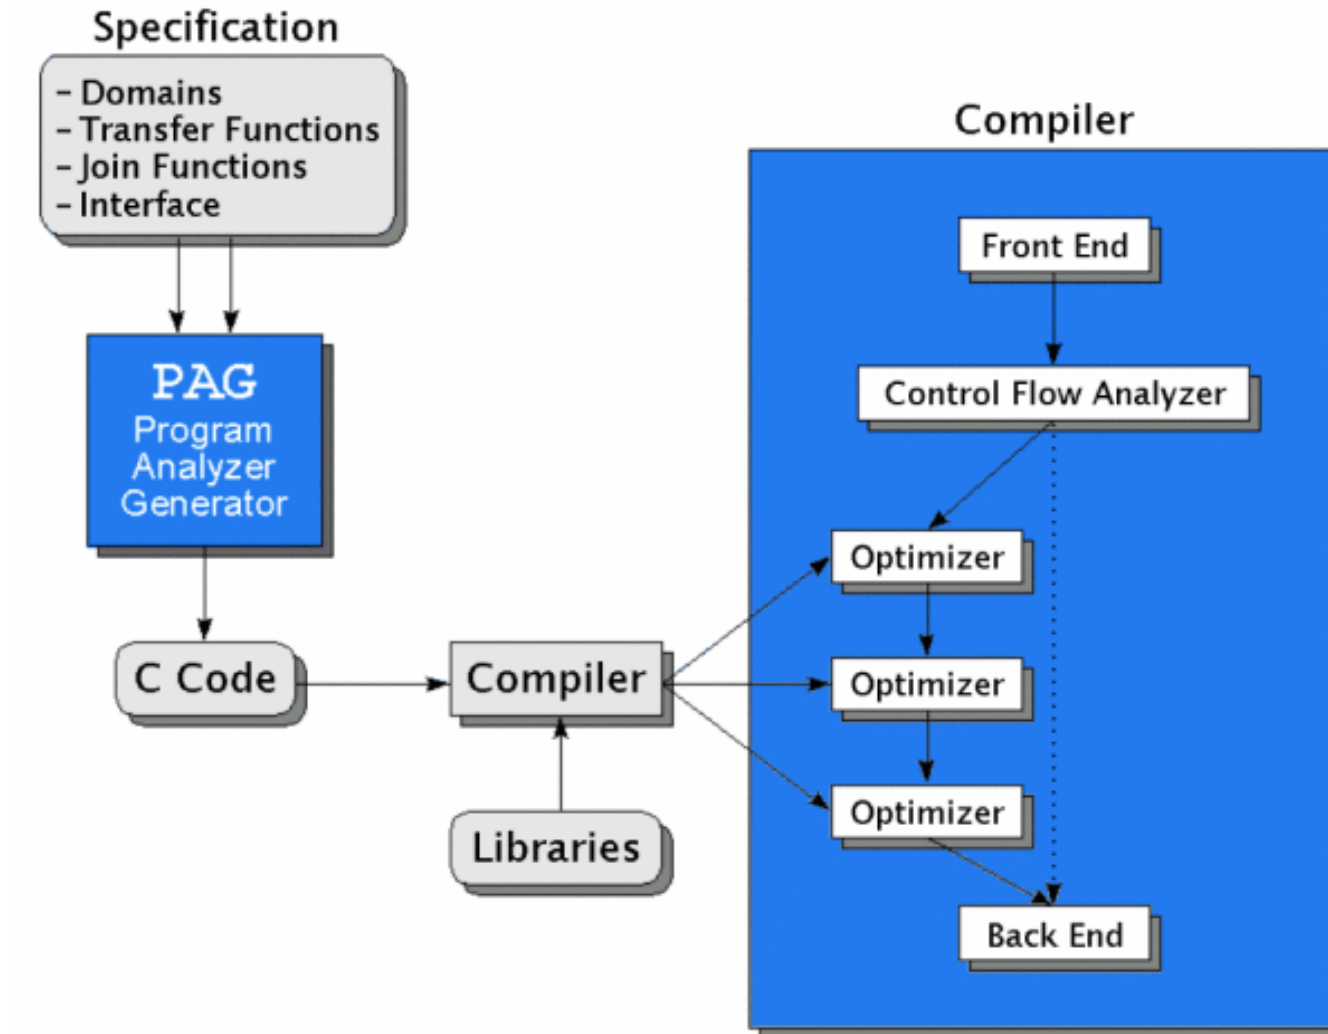 Specification
- Domains
- Transfer Functions
- Join Functions
- Interface
PAG
Program
Analyzer
Generator
C Code
Compiler
Libraries
Compiler
Front End
Control Flow Analyzer
Optimizer
Optimizer
Optimizer
Back End